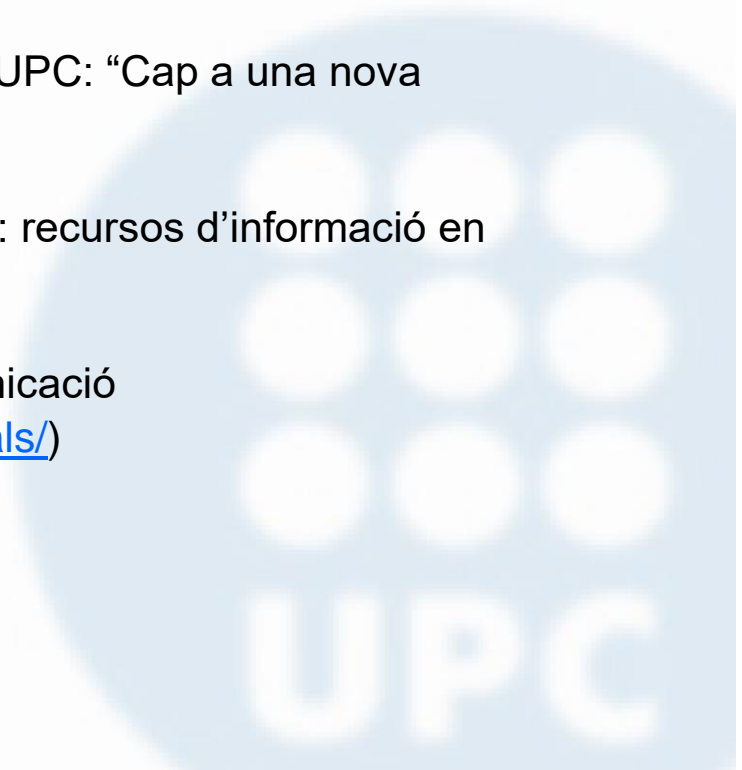 UPC: “Cap a una nova
: recursos d’informació en
nicació
als/)
UPC